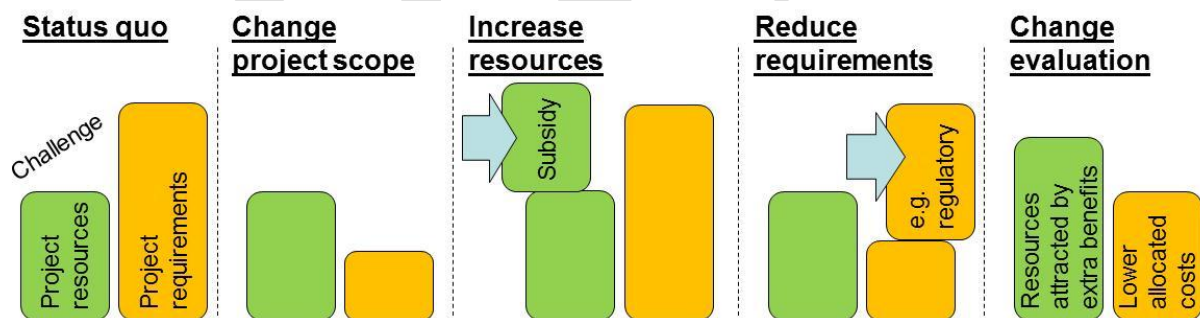 Status quo
Challenge
Project
resources
Project
requirements
Change
project scope
Increase
resources
Subsidy
Reduce
requirements
e.g.
regulatory
Change
evaluation
Resources
attracted by
extra benefits
Lower
allocated
costs